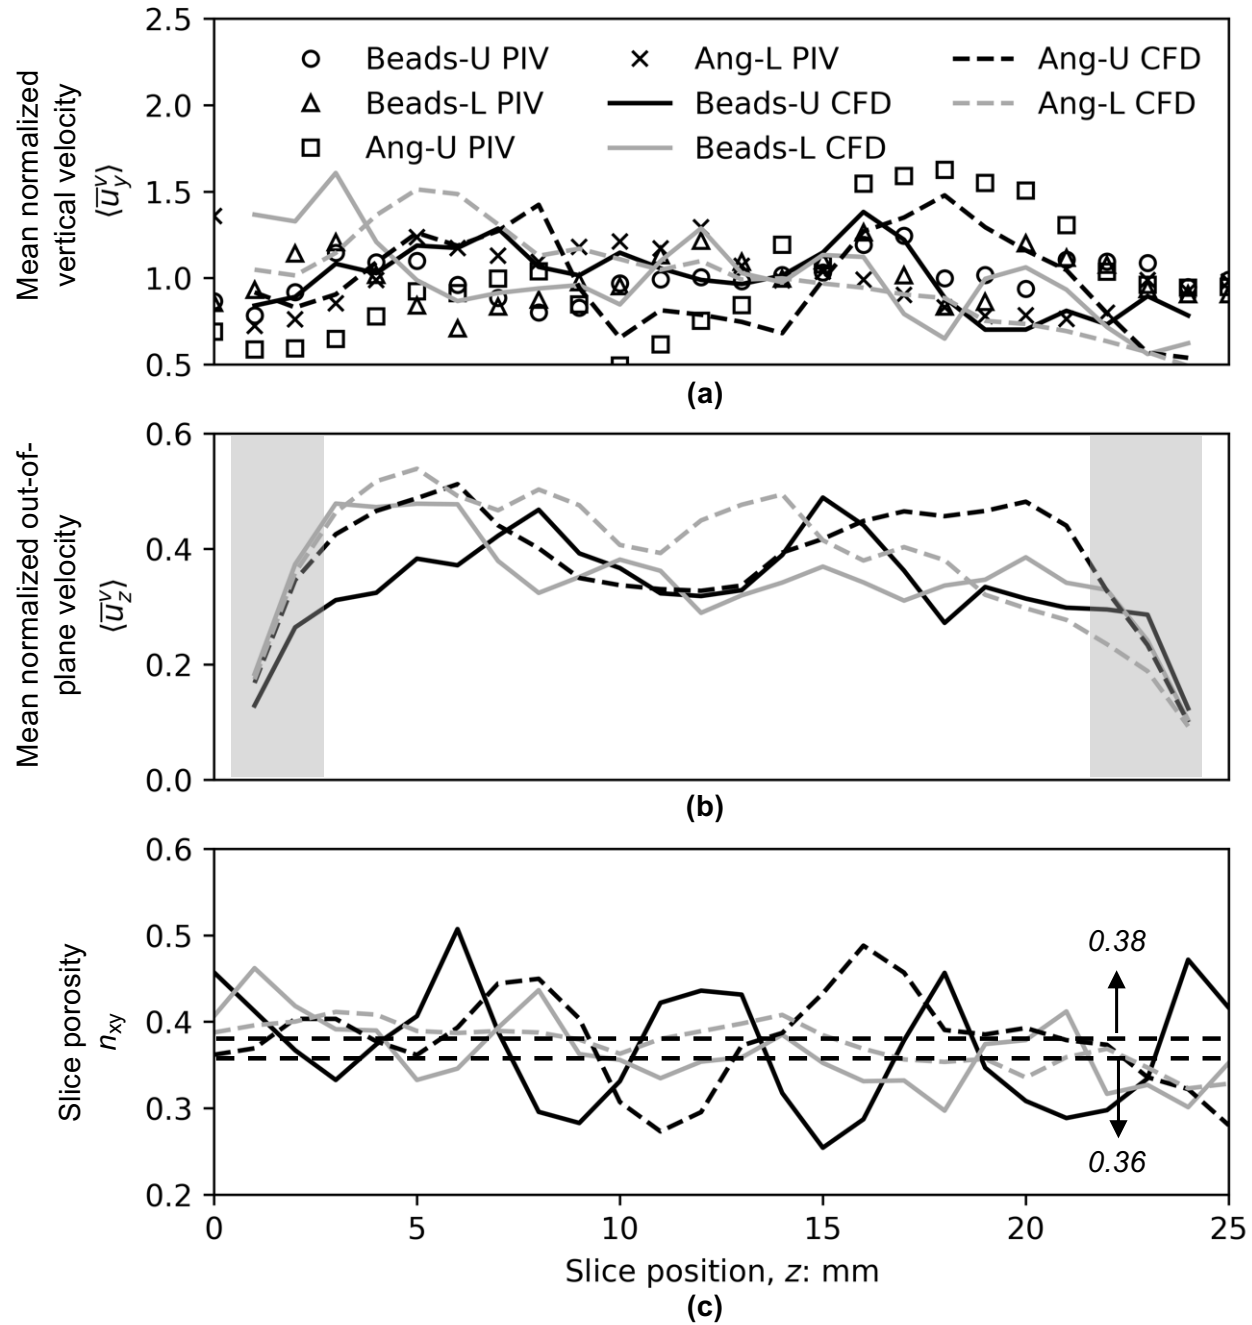 Mean normalized
vertical velocity
⟨u̅ᵥy⟩
2.5
2.0
1.5
1.0
0.5
Beads-U PIV
Beads-L PIV
Ang-U PIV
Ang-L PIV
Beads-U CFD
Beads-L CFD
Ang-U CFD
Ang-L CFD
(a)
Mean normalized out-of-
plane velocity
⟨u̅ᵥz⟩
0.6
0.4
0.2
0.0
(b)
Slice porosity
nxy
0.6
0.5
0.4
0.3
0.2
0.38
0.36
0
5
10
15
20
25
Slice position, z: mm
(c)